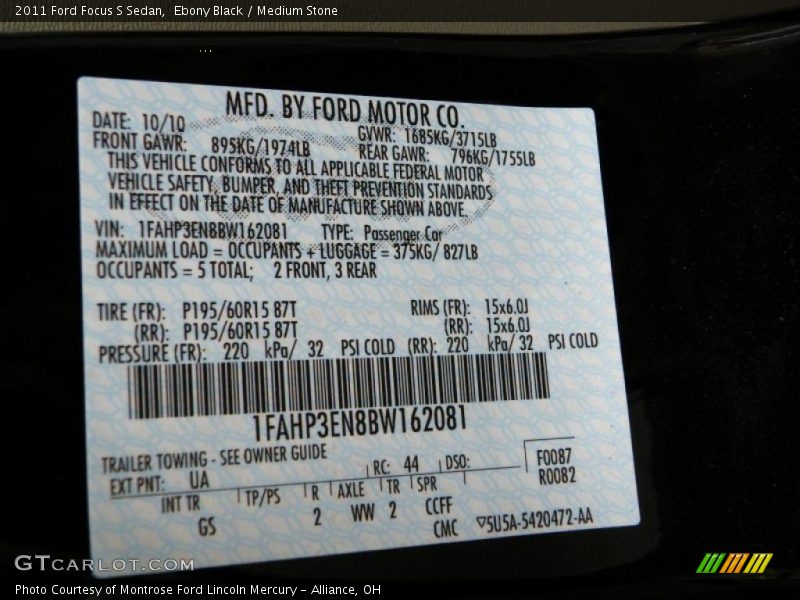 2011 Ford Focus S Sedan,  Ebony Black / Medium Stone
MFD. BY FORD MOTOR CO.
DATE: 10/10 GVWR: 1685KG/3715LB
FRONT GAWR: 895KG/1974LB REAR GAWR: 796KG/1755LB
THIS VEHICLE CONFORMS TO ALL APPLICABLE FEDERAL MOTOR
VEHICLE SAFETY, BUMPER, AND THEFT PREVENTION STANDARDS
IN EFFECT ON THE DATE OF MANUFACTURE SHOWN ABOVE.
VIN: 1FAHP3EN8BW162081 TYPE: Passenger Car
MAXIMUM LOAD = OCCUPANTS + LUGGAGE = 375KG/ 827LB
OCCUPANTS = 5 TOTAL; 2 FRONT, 3 REAR
TIRE (FR): P195/60R15 87T RIMS (FR): 15x6.0J
(RR): P195/60R15 87T (RR): 15x6.0J
PRESSURE (FR): 220 kPa/ 32 PSI COLD (RR): 220 kPa/ 32 PSI COLD
1FAHP3EN8BW162081
TRAILER TOWING - SEE OWNER GUIDE
EXT PNT: UA RC: 44 DSO: F0087
R0082
INT TR TP/PS R AXLE TR SPR
GS 2 WW 2 CCFF
CMC ▽5U5A-5420472-AA
GTCARLOT.COM
Photo Courtesy of Montrose Ford Lincoln Mercury - Alliance, OH